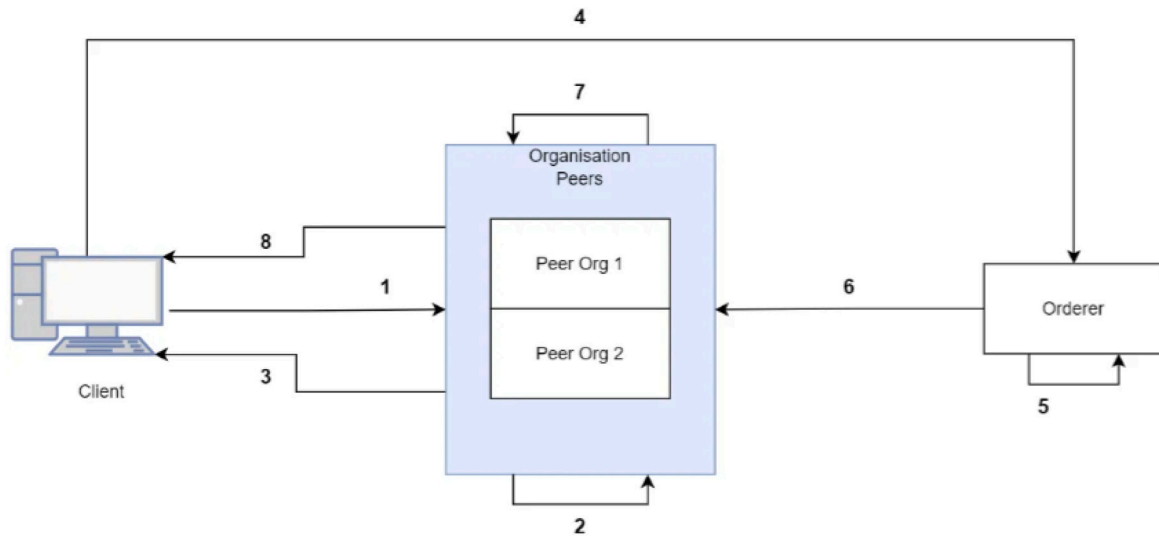 4
7
Organisation
Peers
8
Peer Org 1
1
6
Orderer
Peer Org 2
3
Client
5
2